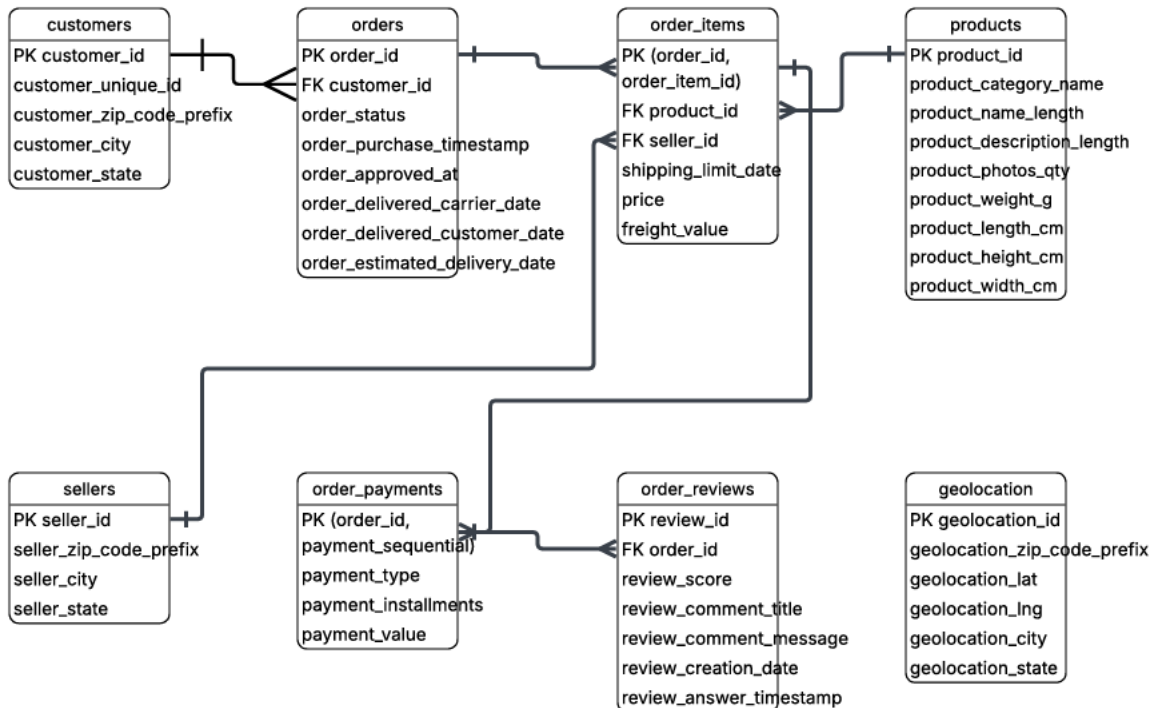 customers
PK customer_id
customer_unique_id
customer_zip_code_prefix
customer_city
customer_state
orders
PK order_id
FK customer_id
order_status
order_purchase_timestamp
order_approved_at
order_delivered_carrier_date
order_delivered_customer_date
order_estimated_delivery_date
order_items
PK (order_id,
order_item_id)
FK product_id
FK seller_id
shipping_limit_date
price
freight_value
products
PK product_id
product_category_name
product_name_length
product_description_length
product_photos_qty
product_weight_g
product_length_cm
product_height_cm
product_width_cm
sellers
PK seller_id
seller_zip_code_prefix
seller_city
seller_state
order_payments
PK (order_id,
payment_sequential)
payment_type
payment_installments
payment_value
order_reviews
PK review_id
FK order_id
review_score
review_comment_title
review_comment_message
review_creation_date
review_answer_timestamp
geolocation
PK geolocation_id
geolocation_zip_code_prefix
geolocation_lat
geolocation_lng
geolocation_city
geolocation_state